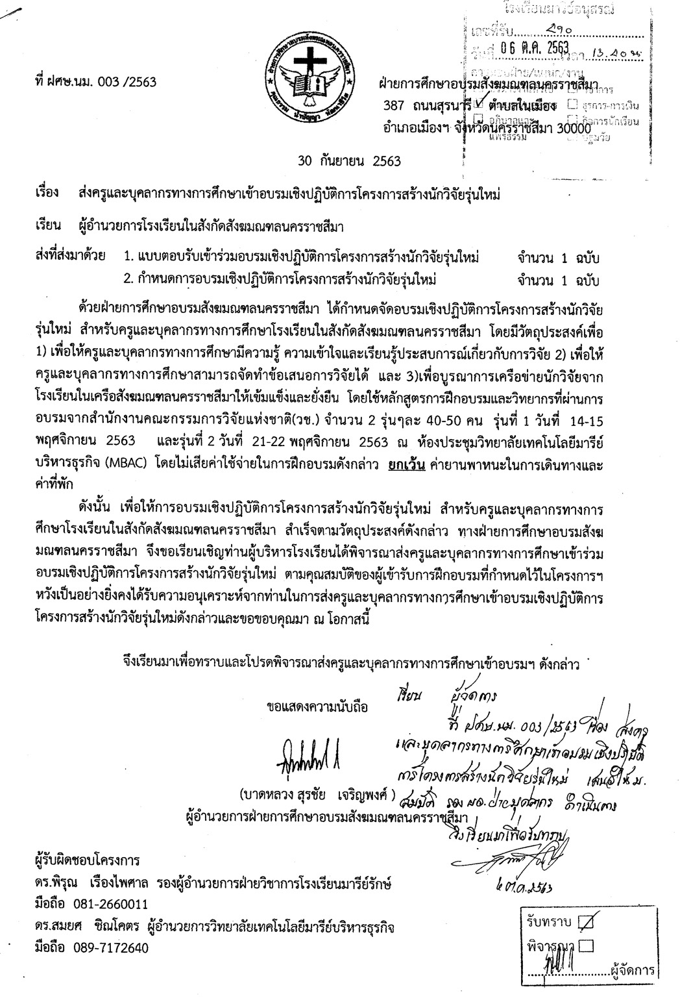 โรงเรียนมารีย์อนุสรณ์
เลขที่รับ 290
วันที่ 06 ต.ค. 2563 เวลา 13.20 น.
ที่ ฝศษ.นม. 003 /2563
ฝ่ายการศึกษาอบรมสังฆมณฑลนครราชสีมา
387 ถนนสุรนารี ตำบลในเมือง
ธุรการ-การเงิน
อำเภอเมืองฯ จังหวัดนครราชสีมา 30000
กิจการนักเรียน
ปฐมวัย
30 กันยายน 2563
เรื่อง ส่งครูและบุคลากรทางการศึกษาเข้าอบรมเชิงปฏิบัติการโครงการสร้างนักวิจัยรุ่นใหม่
เรียน ผู้อำนวยการโรงเรียนในสังกัดสังฆมณฑลนครราชสีมา
ส่งที่ส่งมาด้วย 1. แบบตอบรับเข้าร่วมอบรมเชิงปฏิบัติการโครงการสร้างนักวิจัยรุ่นใหม่ จำนวน 1 ฉบับ
2. กำหนดการอบรมเชิงปฏิบัติการโครงการสร้างนักวิจัยรุ่นใหม่ จำนวน 1 ฉบับ
ด้วยฝ่ายการศึกษาอบรมสังฆมณฑลนครราชสีมา ได้กำหนดจัดอบรมเชิงปฏิบัติการโครงการสร้างนักวิจัย
รุ่นใหม่ สำหรับครูและบุคลากรทางการศึกษาโรงเรียนในสังกัดสังฆมณฑลนครราชสีมา โดยมีวัตถุประสงค์เพื่อ
1) เพื่อให้ครูและบุคลากรทางการศึกษามีความรู้ ความเข้าใจและเรียนรู้ประสบการณ์เกี่ยวกับการวิจัย 2) เพื่อให้
ครูและบุคลากรทางการศึกษาสามารถจัดทำข้อเสนอการวิจัยได้ และ 3)เพื่อบูรณาการเครือข่ายนักวิจัยจาก
โรงเรียนในเครือสังฆมณฑลนครราชสีมาให้เข้มแข็งและยั่งยืน โดยใช้หลักสูตรการฝึกอบรมและวิทยากรที่ผ่านการ
อบรมจากสำนักงานคณะกรรมการวิจัยแห่งชาติ(วช.) จำนวน 2 รุ่นๆละ 40-50 คน รุ่นที่ 1 วันที่ 14-15
พฤศจิกายน 2563 และรุ่นที่ 2 วันที่ 21-22 พฤศจิกายน 2563 ณ ห้องประชุมวิทยาลัยเทคโนโลยีมารีย์
บริหารธุรกิจ (MBAC) โดยไม่เสียค่าใช้จ่ายในการฝึกอบรมดังกล่าว ยกเว้น ค่ายานพาหนะในการเดินทางและ
ค่าที่พัก
ดังนั้น เพื่อให้การอบรมเชิงปฏิบัติการโครงการสร้างนักวิจัยรุ่นใหม่ สำหรับครูและบุคลากรทางการ
ศึกษาโรงเรียนในสังกัดสังฆมณฑลนครราชสีมา สำเร็จตามวัตถุประสงค์ดังกล่าว ทางฝ่ายการศึกษาอบรมสังฆ
มณฑลนครราชสีมา จึงขอเรียนเชิญท่านผู้บริหารโรงเรียนได้พิจารณาส่งครูและบุคลากรทางการศึกษาเข้าร่วม
อบรมเชิงปฏิบัติการโครงการสร้างนักวิจัยรุ่นใหม่ ตามคุณสมบัติของผู้เข้ารับการฝึกอบรมที่กำหนดไว้ในโครงการฯ
หวังเป็นอย่างยิ่งคงได้รับความอนุเคราะห์จากท่านในการส่งครูและบุคลากรทางการศึกษาเข้าอบรมเชิงปฏิบัติการ
โครงการสร้างนักวิจัยรุ่นใหม่ดังกล่าวและขอขอบคุณมา ณ โอกาสนี้
จึงเรียนมาเพื่อทราบและโปรดพิจารณาส่งครูและบุคลากรทางการศึกษาเข้าอบรมฯ ดังกล่าว
ขอแสดงความนับถือ
(บาดหลวง สุรชัย เจริญพงศ์ )
ผู้อำนวยการฝ่ายการศึกษาอบรมสังฆมณฑลนครราชสีมา
เรียน ผู้จัดการ
ที่ ฝศษ.นม. 003/2563 เรื่อง ส่งครู
และบุคลากรทางการศึกษาเข้าอบรมเชิงปฏิบัติ
การโครงการสร้างนักวิจัยรุ่นใหม่ เสนอให้ ม.
สมบัติ รอง ผอ.ฝ่ายบุคลากร ดำเนินการ
จึงเรียนมาเพื่อรับทราบ
6 ต.ค. 2563
ผู้รับผิดชอบโครงการ
ดร.พิรุณ เรืองไพศาล รองผู้อำนวยการฝ่ายวิชาการโรงเรียนมารีย์รักษ์
มือถือ 081-2660011
ดร.สมยศ ชิณโคตร ผู้อำนวยการวิทยาลัยเทคโนโลยีมารีย์บริหารธุรกิจ
มือถือ 089-7172640
รับทราบ
พิจารณา
ผู้จัดการ